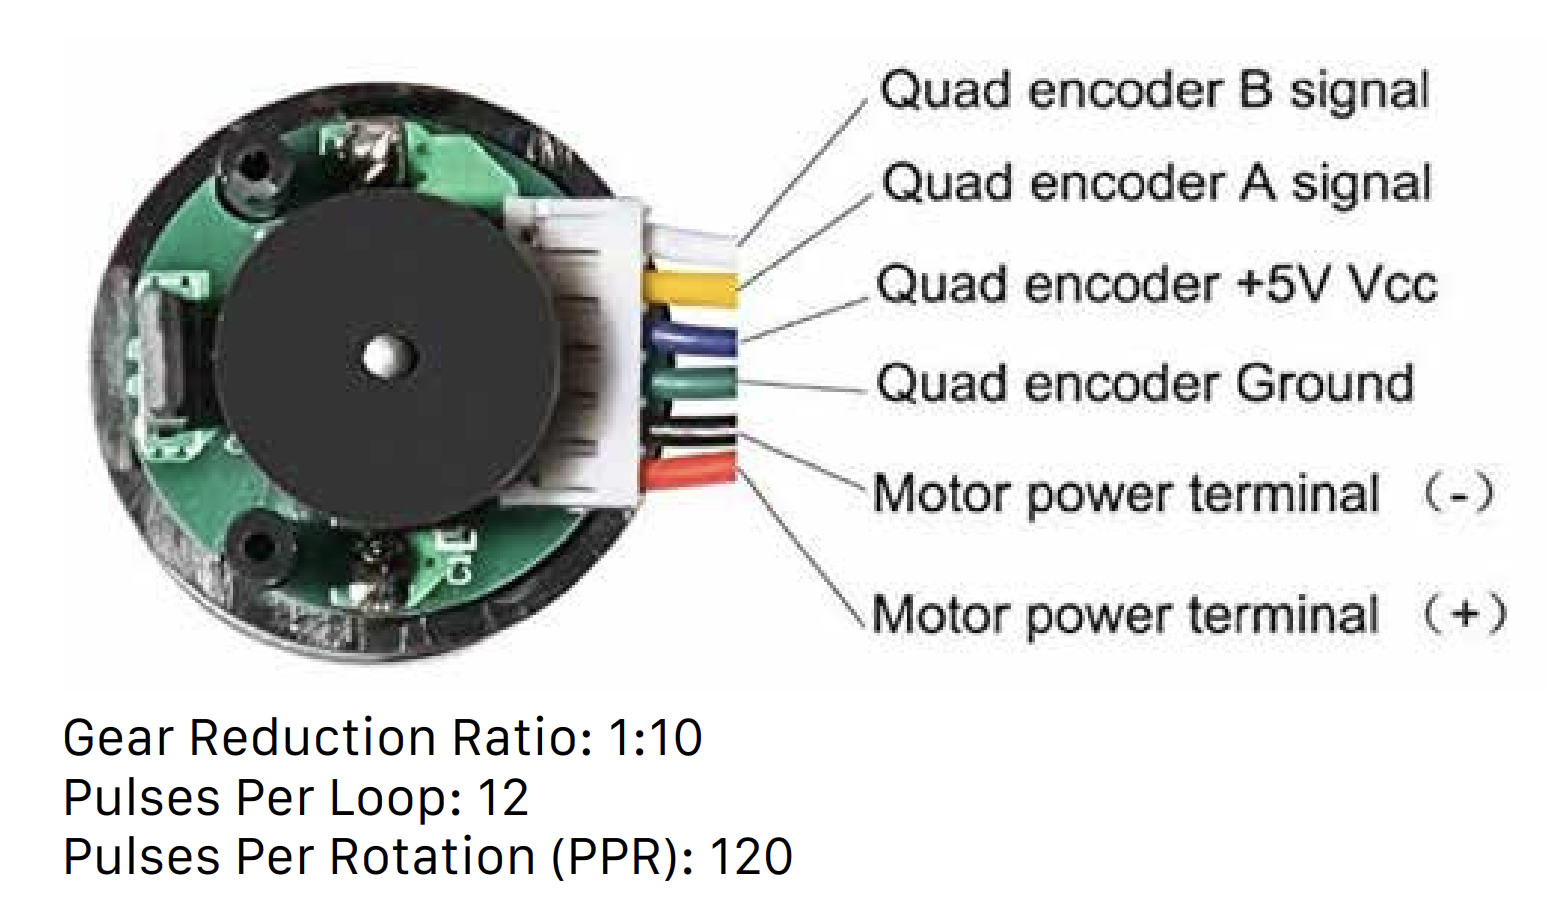 Quad encoder B signal
Quad encoder A signal
Quad encoder +5V Vcc
Quad encoder Ground
Motor power terminal （-）
Motor power terminal （+）
Gear Reduction Ratio: 1:10
Pulses Per Loop: 12
Pulses Per Rotation (PPR): 120